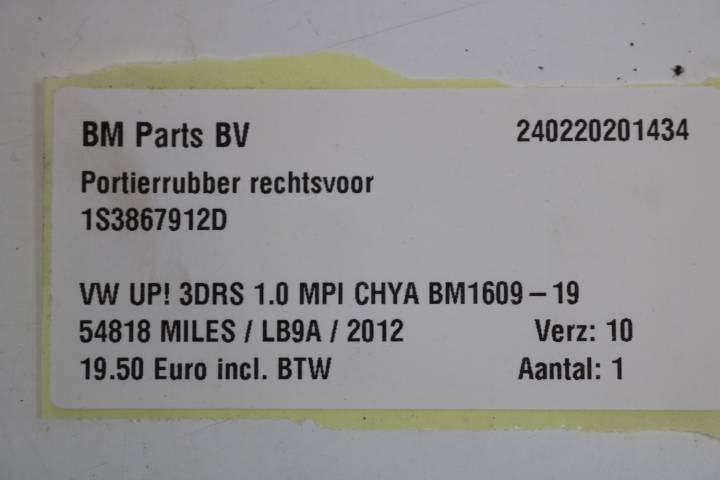 BM Parts BV 240220201434
Portierrubber rechtsvoor
1S3867912D
VW UP! 3DRS 1.0 MPI CHYA BM1609 – 19
54818 MILES / LB9A / 2012 Verz: 10
19.50 Euro incl. BTW Aantal: 1